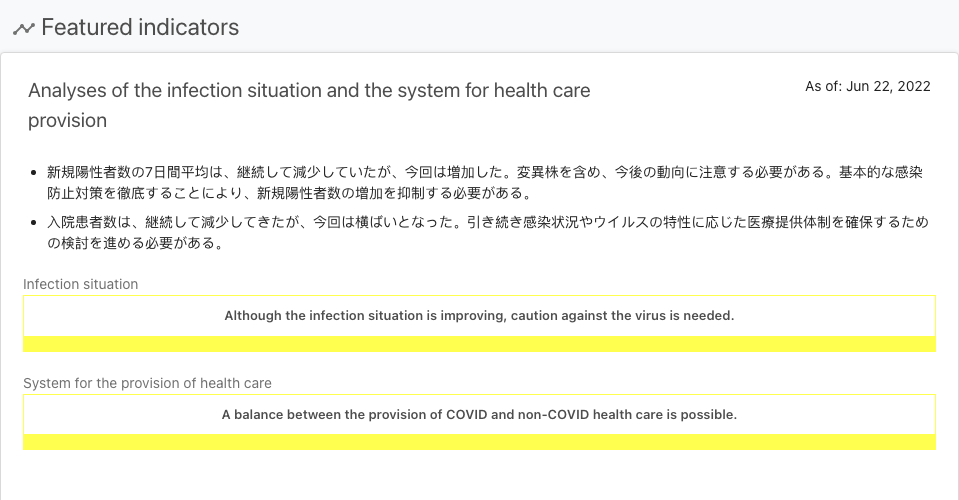 Featured indicators
Analyses of the infection situation and the system for health care
provision
As of: Jun 22, 2022
新規陽性者数の7日間平均は、継続して減少していたが、今回は増加した。変異株を含め、今後の動向に注意する必要がある。基本的な感染
防止対策を徹底することにより、新規陽性者数の増加を抑制する必要がある。
入院患者数は、継続して減少してきたが、今回は横ばいとなった。引き続き感染状況やウイルスの特性に応じた医療提供体制を確保するため
の検討を進める必要がある。
Infection situation
Although the infection situation is improving, caution against the virus is needed.
System for the provision of health care
A balance between the provision of COVID and non-COVID health care is possible.